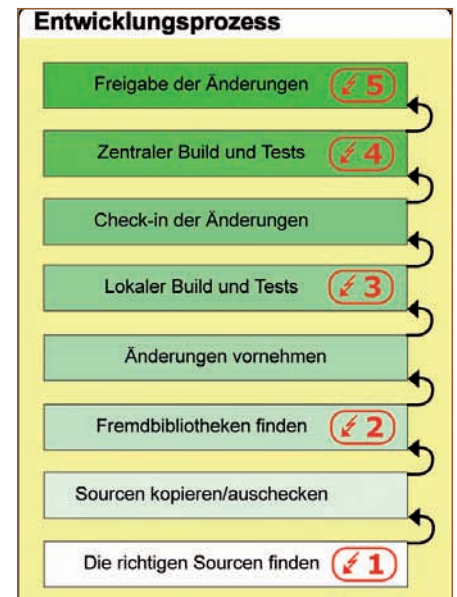 Entwicklungsprozess
Freigabe der Änderungen 5
Zentraler Build und Tests 4
Check-in der Änderungen
Lokaler Build und Tests 3
Änderungen vornehmen
Fremdbibliotheken finden 2
Sourcen kopieren/auschecken
Die richtigen Sourcen finden 1